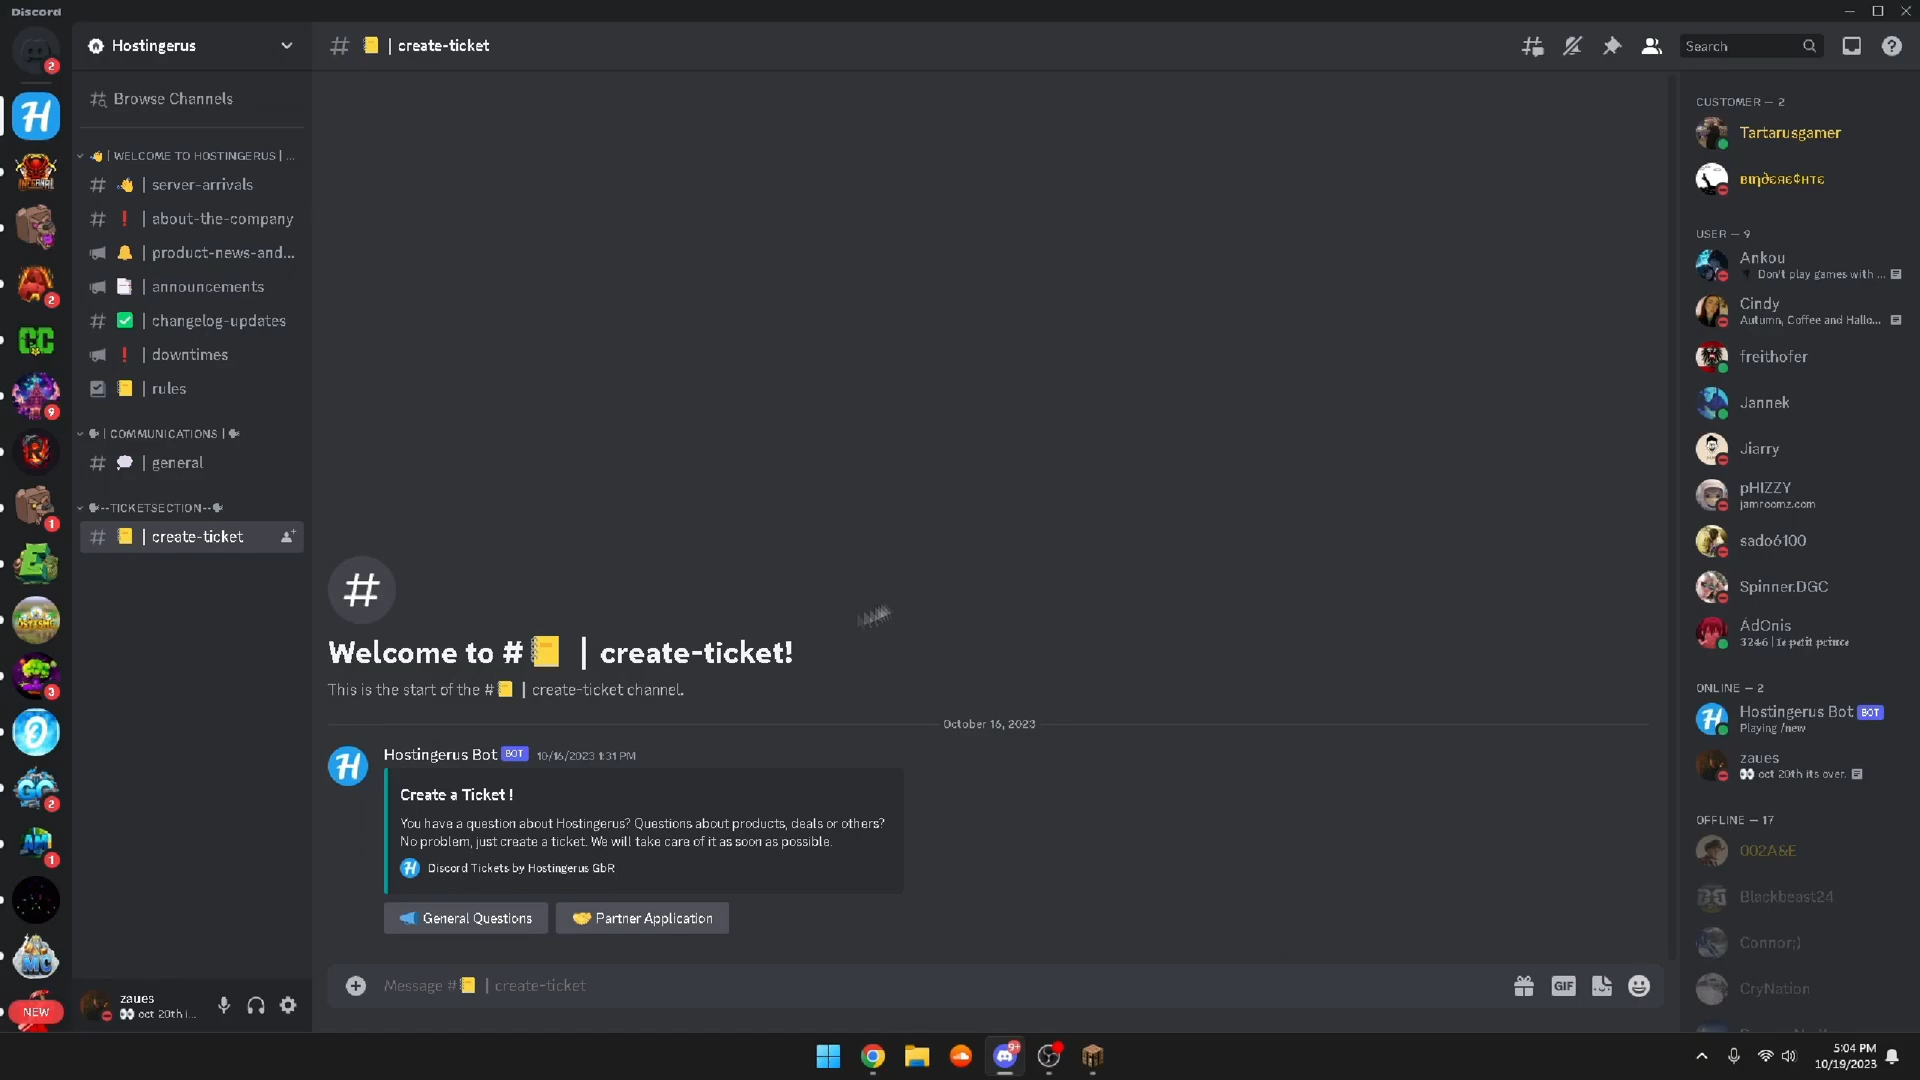 Discord
Hostingerus
| create-ticket
Search
Browse Channels
| WELCOME TO HOSTINGERUS | ...
| server-arrivals
| about-the-company
| product-news-and...
| announcements
| changelog-updates
| downtimes
| rules
| COMMUNICATIONS |
| general
--TICKETSECTION--
| create-ticket
Welcome to # | create-ticket!
This is the start of the # | create-ticket channel.
October 16, 2023
Hostingerus Bot BOT 10/16/2023 1:31 PM
Create a Ticket !
You have a question about Hostingerus? Questions about products, deals or others?
No problem, just create a ticket. We will take care of it as soon as possible.
Discord Tickets by Hostingerus GbR
General Questions
Partner Application
Message # | create-ticket
GIF
zaues
oct 20th i...
NEW
CUSTOMER — 2
Tartarusgamer
USER — 9
Ankou
Don't play games with ...
Cindy
Autumn, Coffee and Hallo...
freithofer
Jannek
Jiarry
pHIZZY
jamroomz.com
sado6100
Spinner.DGC
ÁdOnis
3246 | le petit prince
ONLINE — 2
Hostingerus Bot BOT
Playing /new
zaues
oct 20th its over.
OFFLINE — 17
002A&E
Blackbeast24
Connor;)
CryNation
5:04 PM
10/19/2023